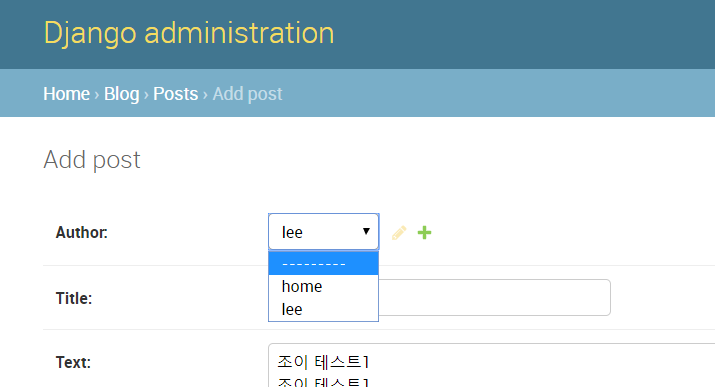 Django administration
Home › Blog › Posts › Add post
Add post
Author:
lee
---------
home
lee
Title:
Text:
조이 테스트1
조이 테스트1